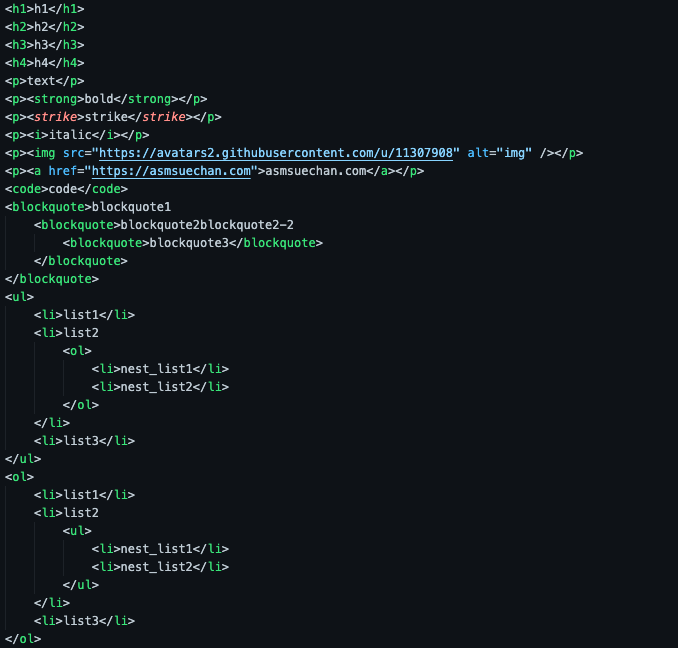 <h1>h1</h1>
<h2>h2</h2>
<h3>h3</h3>
<h4>h4</h4>
<p>text</p>
<p><strong>bold</strong></p>
<p><strike>strike</strike></p>
<p><i>italic</i></p>
<p><img src="https://avatars2.githubusercontent.com/u/11307908" alt="img" /></p>
<p><a href="https://asmsuechan.com">asmsuechan.com</a></p>
<code>code</code>
<blockquote>blockquote1
    <blockquote>blockquote2blockquote2-2
        <blockquote>blockquote3</blockquote>
    </blockquote>
</blockquote>
<ul>
    <li>list1</li>
    <li>list2
        <ol>
            <li>nest_list1</li>
            <li>nest_list2</li>
        </ol>
    </li>
    <li>list3</li>
</ul>
<ol>
    <li>list1</li>
    <li>list2
        <ul>
            <li>nest_list1</li>
            <li>nest_list2</li>
        </ul>
    </li>
    <li>list3</li>
</ol>